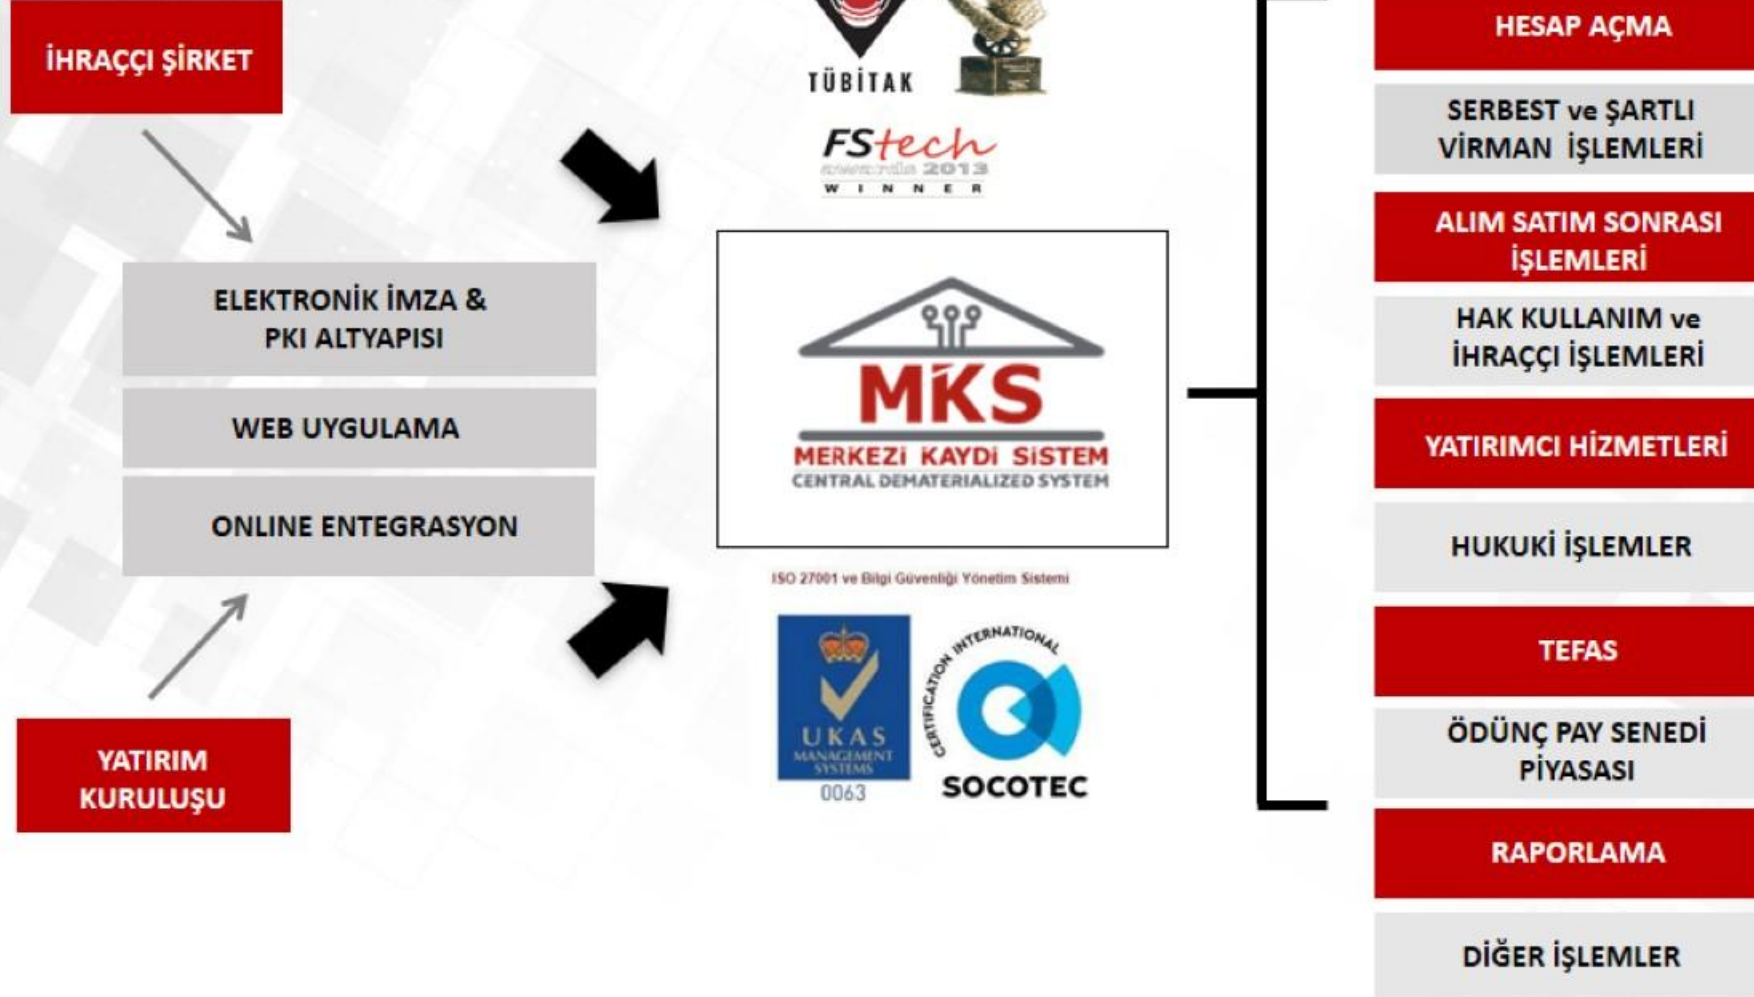 İHRAÇÇI ŞİRKET
ELEKTRONİK İMZA &
PKI ALTYAPISI
WEB UYGULAMA
ONLINE ENTEGRASYON
YATIRIM
KURULUŞU
TÜBİTAK
FStech
awards 2013
WINNER
MKS
MERKEZİ KAYDİ SİSTEM
CENTRAL DEMATERIALIZED SYSTEM
ISO 27001 ve Bilgi Güvenliği Yönetim Sistemi
UKAS
MANAGEMENT
SYSTEMS
0063
CERTIFICATION INTERNATIONAL
SOCOTEC
HESAP AÇMA
SERBEST ve ŞARTLI
VİRMAN İŞLEMLERİ
ALIM SATIM SONRASI
İŞLEMLERİ
HAK KULLANIM ve
İHRAÇÇI İŞLEMLERİ
YATIRIMCI HİZMETLERİ
HUKUKİ İŞLEMLER
TEFAS
ÖDÜNÇ PAY SENEDİ
PİYASASI
RAPORLAMA
DİĞER İŞLEMLER